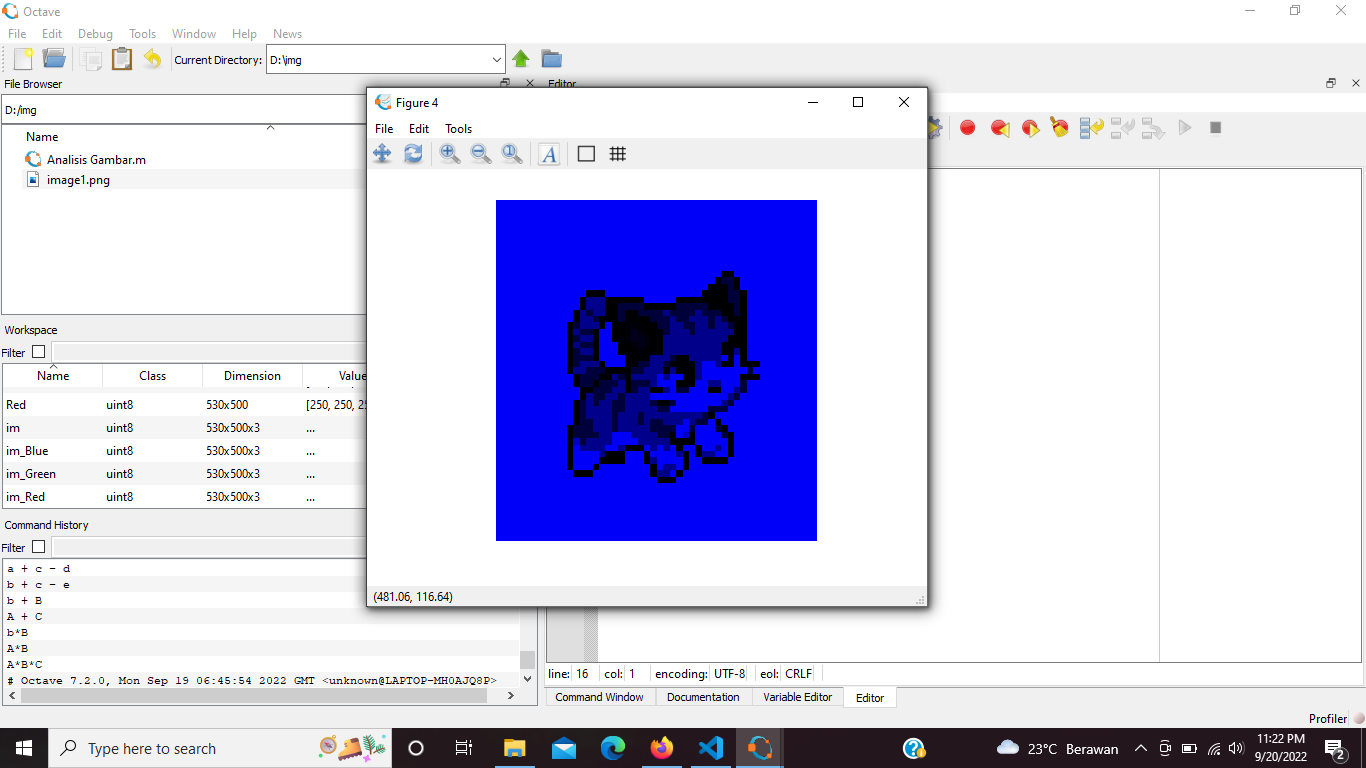 Octave
File Edit Debug Tools Window Help News
Current Directory: D:\img
File Browser
Editor
D:/img
Name
Analisis Gambar.m
image1.png
Workspace
Filter
Name Class Dimension Value
Red uint8 530x500 [250, 250, 25
im uint8 530x500x3 ...
im_Blue uint8 530x500x3 ...
im_Green uint8 530x500x3 ...
im_Red uint8 530x500x3 ...
Command History
Filter
a + c - d
b + c - e
b + B
A + C
b*B
A*B
A*B*C
# Octave 7.2.0, Mon Sep 19 06:45:54 2022 GMT <unknown@LAPTOP-MH0AJQ8P>
Figure 4
File Edit Tools
A
(481.06, 116.64)
line: 16 col: 1 encoding: UTF-8 eol: CRLF
Command Window Documentation Variable Editor Editor
Profiler
Type here to search
23°C Berawan
11:22 PM
9/20/2022
2